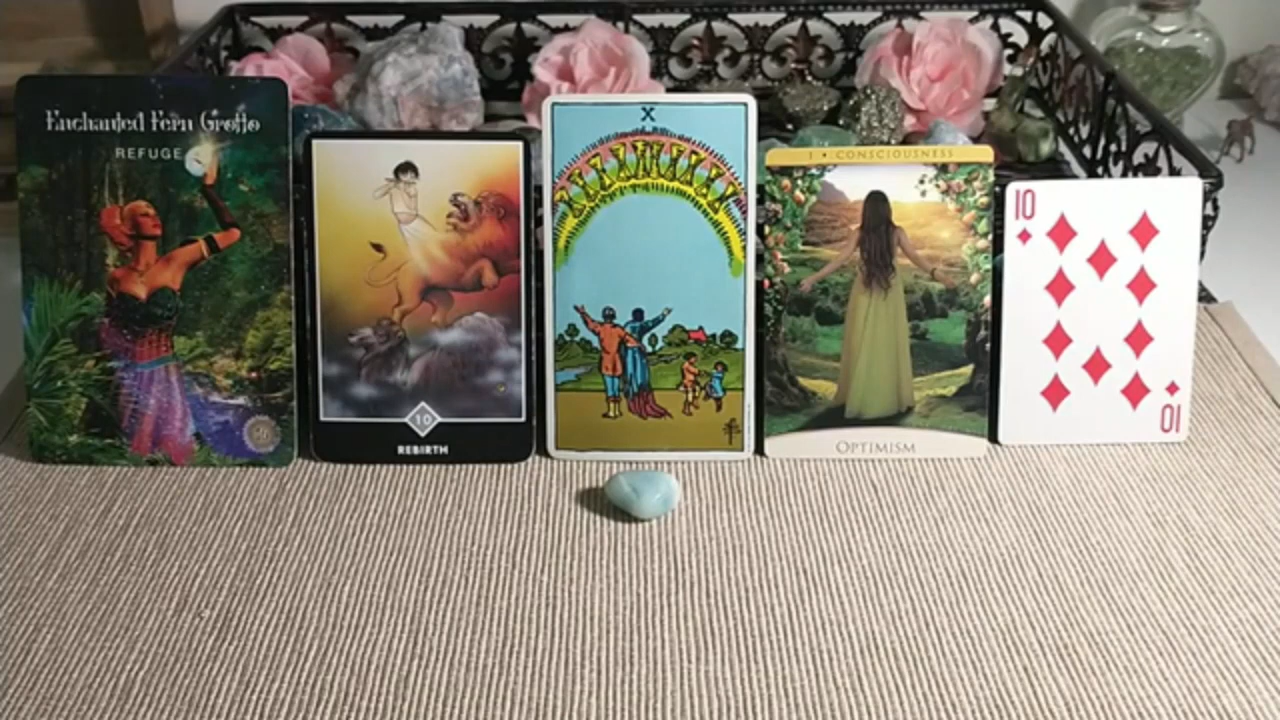 Enchanted Fern Grotto
REFUGE
10
REBIRTH
X
1 • CONSCIOUSNESS
OPTIMISM
10
10